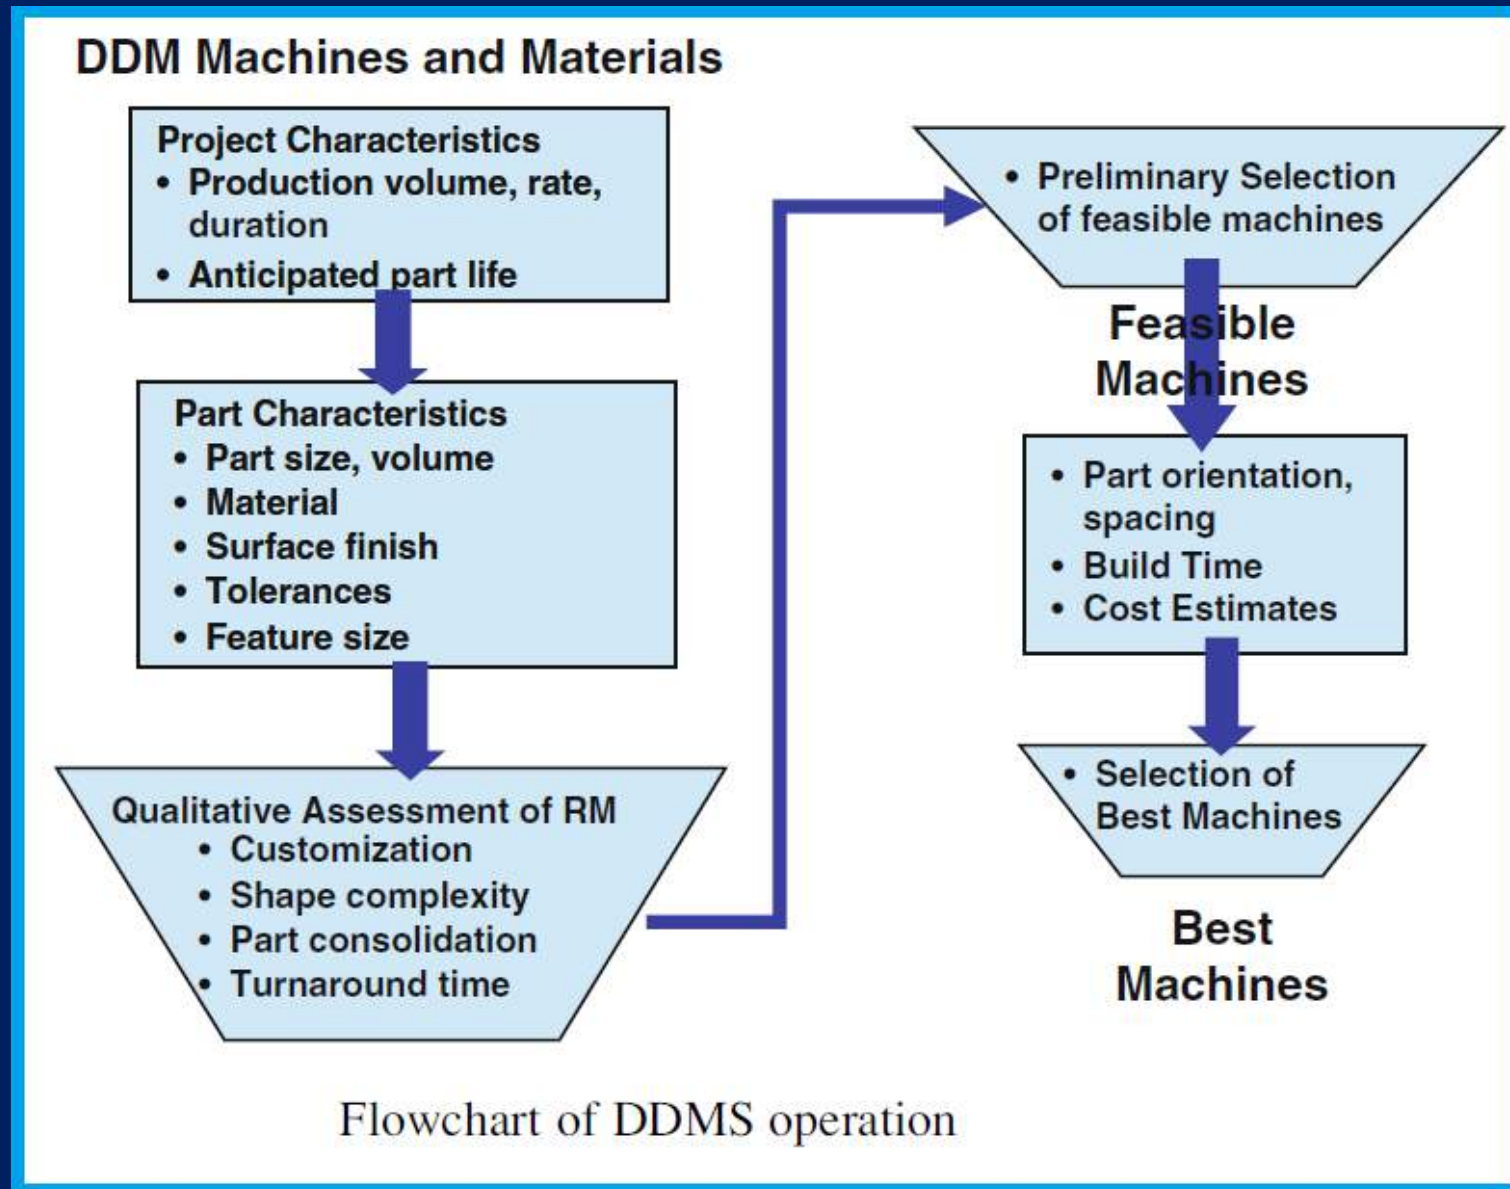 DDM Machines and Materials
Project Characteristics
• Production volume, rate,
duration
• Anticipated part life
Part Characteristics
• Part size, volume
• Material
• Surface finish
• Tolerances
• Feature size
Qualitative Assessment of RM
• Customization
• Shape complexity
• Part consolidation
• Turnaround time
• Preliminary Selection
of feasible machines
Feasible
Machines
• Part orientation,
spacing
• Build Time
• Cost Estimates
• Selection of
Best Machines
Best
Machines
Flowchart of DDMS operation